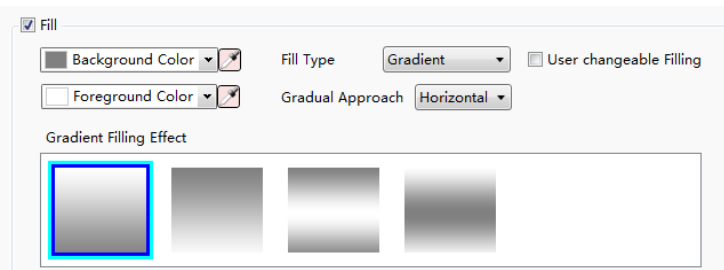 Fill
Background Color Fill Type Gradient User changeable Filling
Foreground Color Gradual Approach Horizontal
Gradient Filling Effect